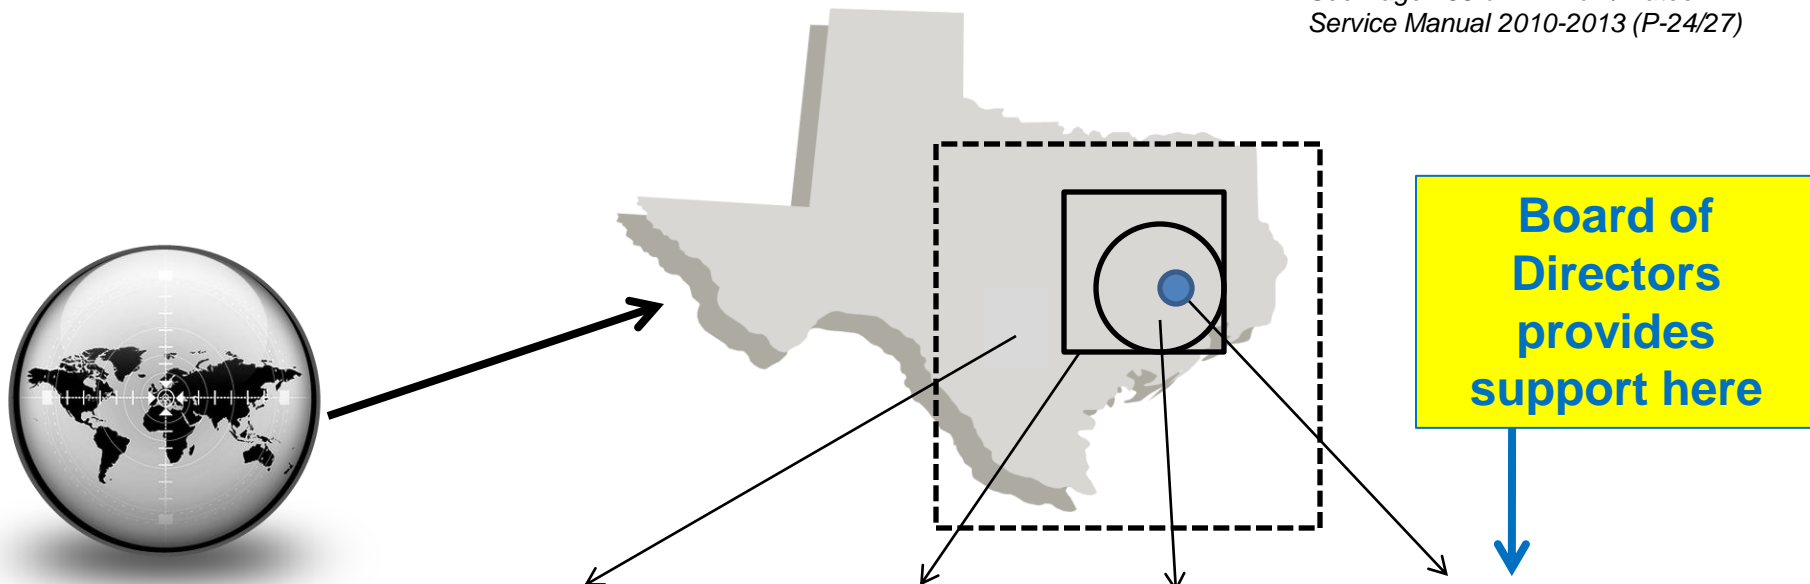 Service Manual 2010-2013 (P-24/27)
Board of
Directors
provides
support here